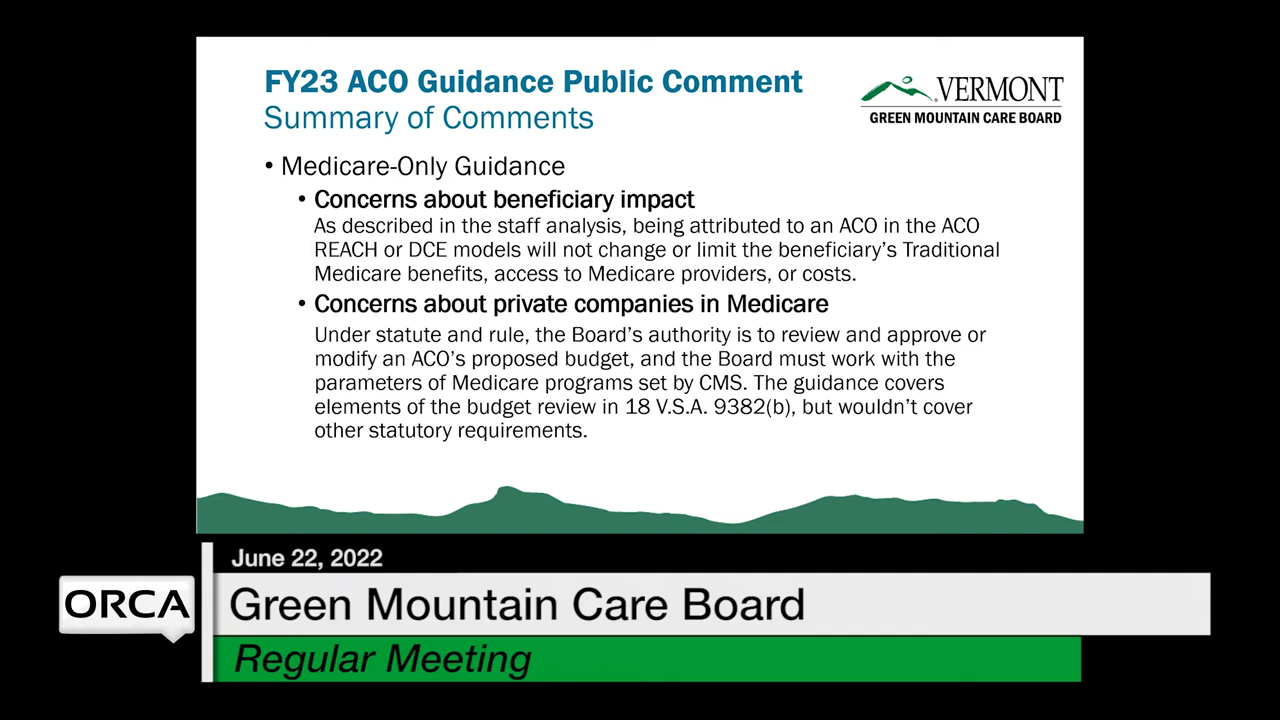 FY23 ACO Guidance Public Comment
Summary of Comments
VERMONT
GREEN MOUNTAIN CARE BOARD
• Medicare-Only Guidance
• Concerns about beneficiary impact
As described in the staff analysis, being attributed to an ACO in the ACO
REACH or DCE models will not change or limit the beneficiary's Traditional
Medicare benefits, access to Medicare providers, or costs.
• Concerns about private companies in Medicare
Under statute and rule, the Board's authority is to review and approve or
modify an ACO's proposed budget, and the Board must work with the
parameters of Medicare programs set by CMS. The guidance covers
elements of the budget review in 18 V.S.A. 9382(b), but wouldn't cover
other statutory requirements.
June 22, 2022
ORCA
Green Mountain Care Board
Regular Meeting